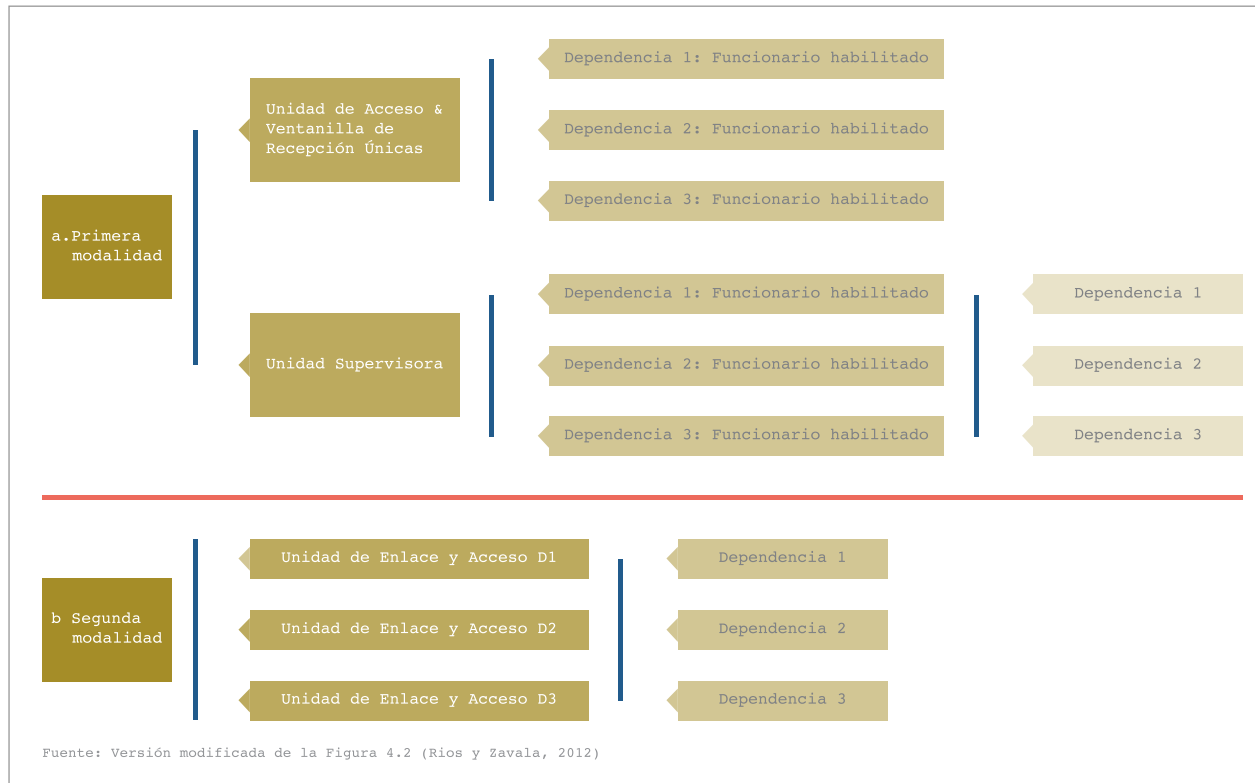 a.Primera
modalidad
Unidad de Acceso &
Ventanilla de
Recepción Únicas
Dependencia 1: Funcionario habilitado
Dependencia 2: Funcionario habilitado
Dependencia 3: Funcionario habilitado
Unidad Supervisora
Dependencia 1: Funcionario habilitado
Dependencia 2: Funcionario habilitado
Dependencia 3: Funcionario habilitado
Dependencia 1
Dependencia 2
Dependencia 3
b Segunda
modalidad
Unidad de Enlace y Acceso D1
Unidad de Enlace y Acceso D2
Unidad de Enlace y Acceso D3
Dependencia 1
Dependencia 2
Dependencia 3
Fuente: Versión modificada de la Figura 4.2 (Rios y Zavala, 2012)